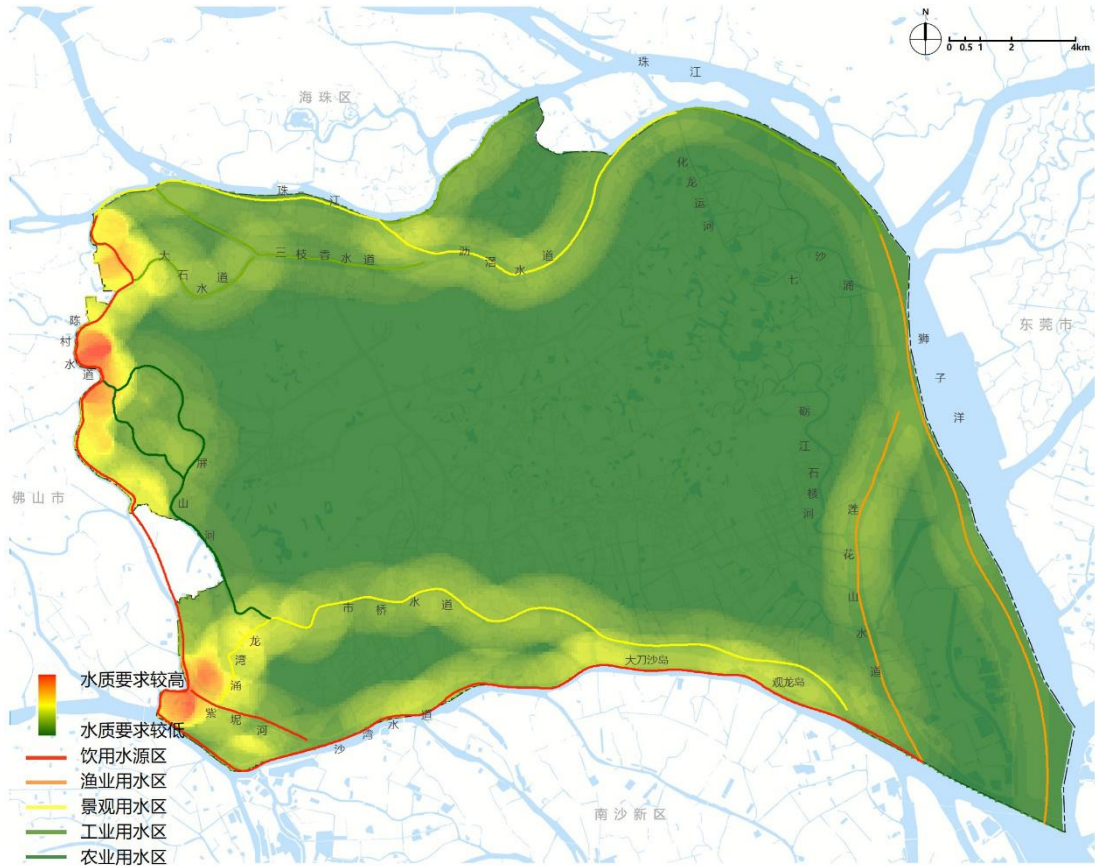 N
0 0.5 1 2 4km
珠江
海珠区
珠江
化龙运河
大石水道
三枝香水道
沥滘水道
七沙涌
陈村水道
狮子洋
东莞市
砺江
石楼河
屏山河
佛山市
莲花山水道
市桥水道
龙湾涌
大刀沙岛
观龙岛
紫坭河
沙湾水道
南沙新区
水质要求较高
水质要求较低
饮用水源区
渔业用水区
景观用水区
工业用水区
农业用水区